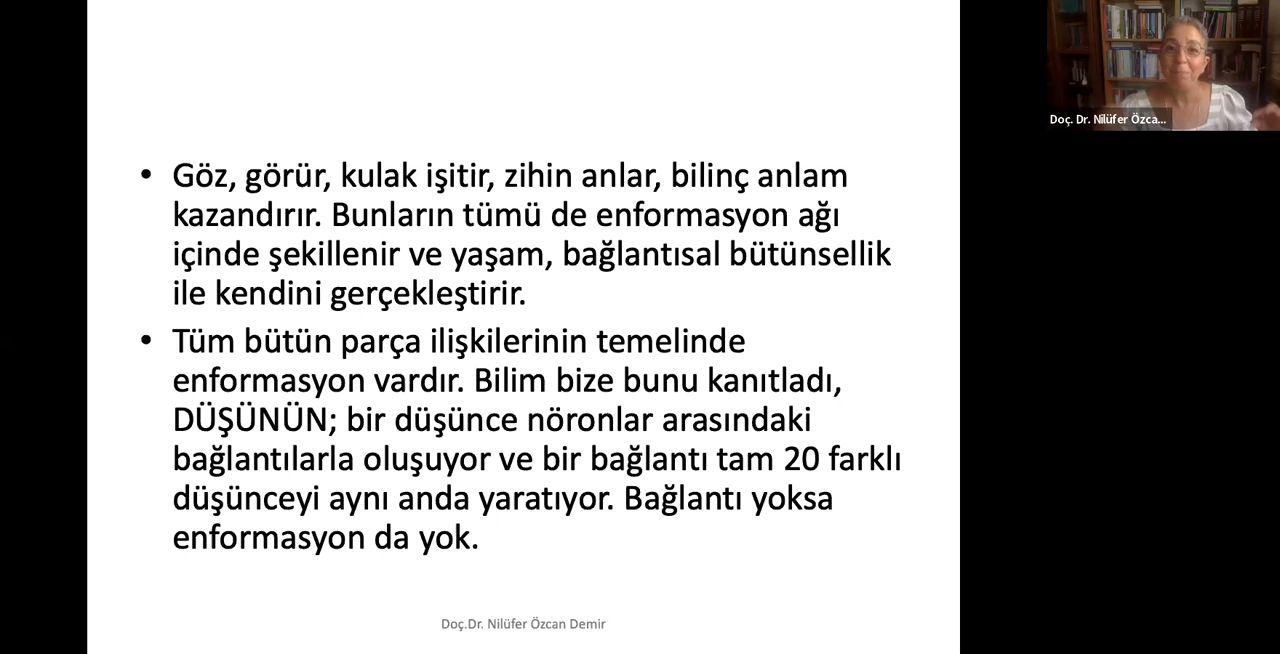 • Göz, görür, kulak işitir, zihin anlar, bilinç anlam
kazandırır. Bunların tümü de enformasyon ağı
içinde şekillenir ve yaşam, bağlantısal bütünsellik
ile kendini gerçekleştirir.
• Tüm bütün parça ilişkilerinin temelinde
enformasyon vardır. Bilim bize bunu kanıtladı,
DÜŞÜNÜN; bir düşünce nöronlar arasındaki
bağlantılarla oluşuyor ve bir bağlantı tam 20 farklı
düşünceyi aynı anda yaratıyor. Bağlantı yoksa
enformasyon da yok.
Doç.Dr. Nilüfer Özcan Demir
Doç. Dr. Nilüfer Özca...